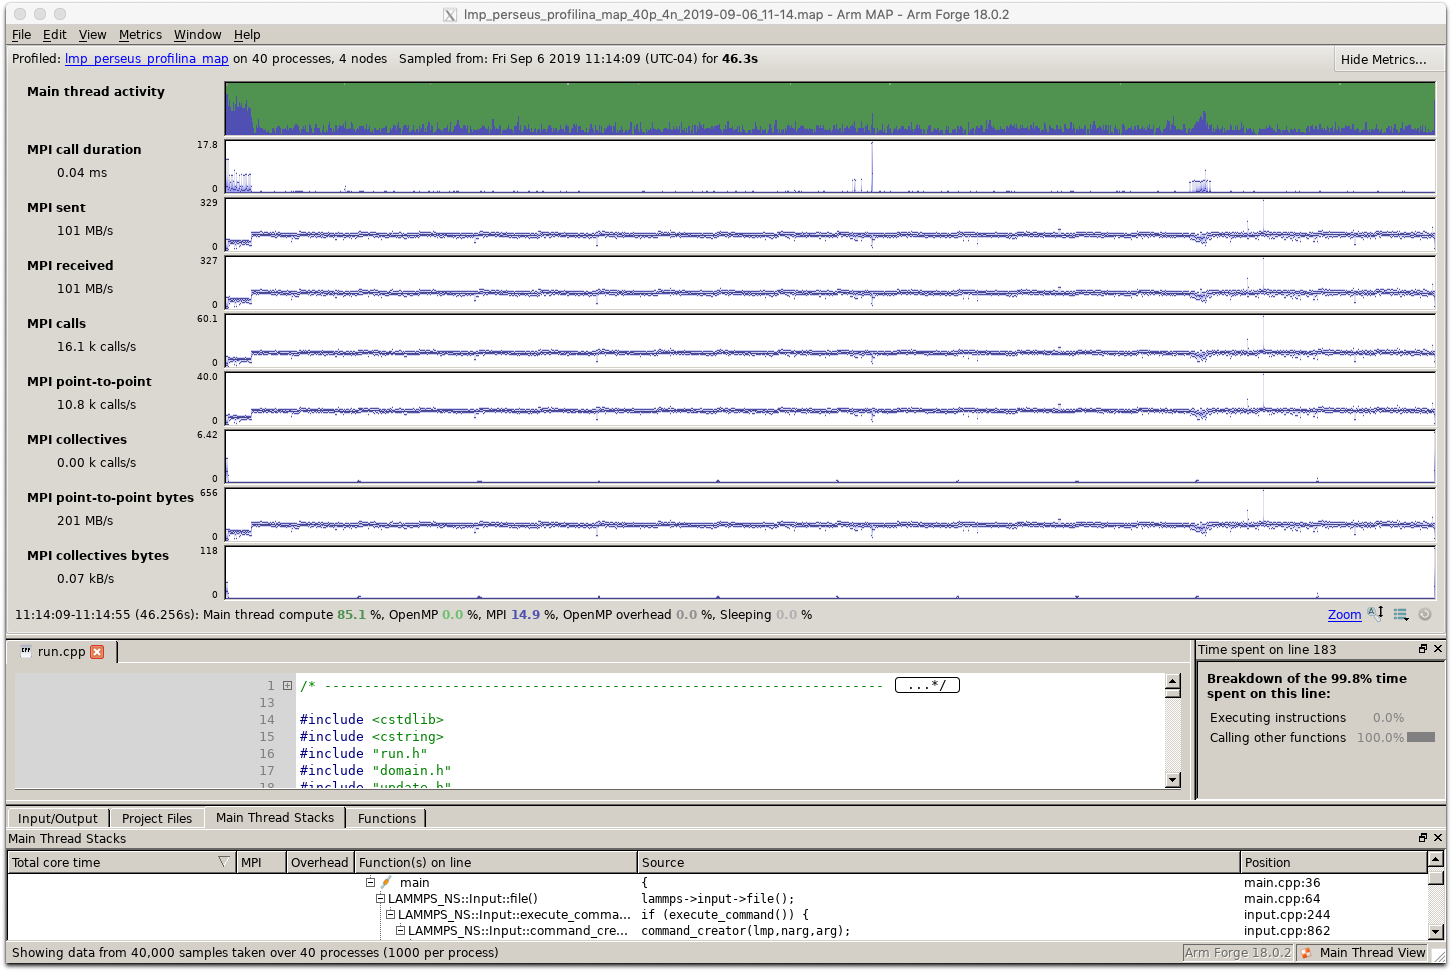 lmp_perseus_profilina_map_40p_4n_2019-09-06_11-14.map - Arm MAP - Arm Forge 18.0.2
File Edit View Metrics Window Help
Profiled: lmp_perseus_profilina_map on 40 processes, 4 nodes Sampled from: Fri Sep 6 2019 11:14:09 (UTC-04) for 46.3s
Hide Metrics...
Main thread activity
MPI call duration 17.8
0.04 ms
0
MPI sent 329
101 MB/s
0
MPI received 327
101 MB/s
0
MPI calls 60.1
16.1 k calls/s
0
MPI point-to-point 40.0
10.8 k calls/s
0
MPI collectives 6.42
0.00 k calls/s
0
MPI point-to-point bytes 656
201 MB/s
0
MPI collectives bytes 118
0.07 kB/s
0
11:14:09-11:14:55 (46.256s): Main thread compute 85.1 %, OpenMP 0.0 %, MPI 14.9 %, OpenMP overhead 0.0 %, Sleeping 0.0 %
Zoom
run.cpp
1 /* ---------------------------------------------------------------------- ...*/
13
14 #include <cstdlib>
15 #include <cstring>
16 #include "run.h"
17 #include "domain.h"
18 #include "update.h"
Time spent on line 183
Breakdown of the 99.8% time
spent on this line:
Executing instructions 0.0%
Calling other functions 100.0%
Input/Output Project Files Main Thread Stacks Functions
Main Thread Stacks
Total core time MPI Overhead Function(s) on line Source Position
main { main.cpp:36
LAMMPS_NS::Input::file() lammps->input->file(); main.cpp:64
LAMMPS_NS::Input::execute_comma... if (execute_command()) { input.cpp:244
LAMMPS_NS::Input::command_cre... command_creator(lmp,narg,arg); input.cpp:862
Showing data from 40,000 samples taken over 40 processes (1000 per process)
Arm Forge 18.0.2 Main Thread View